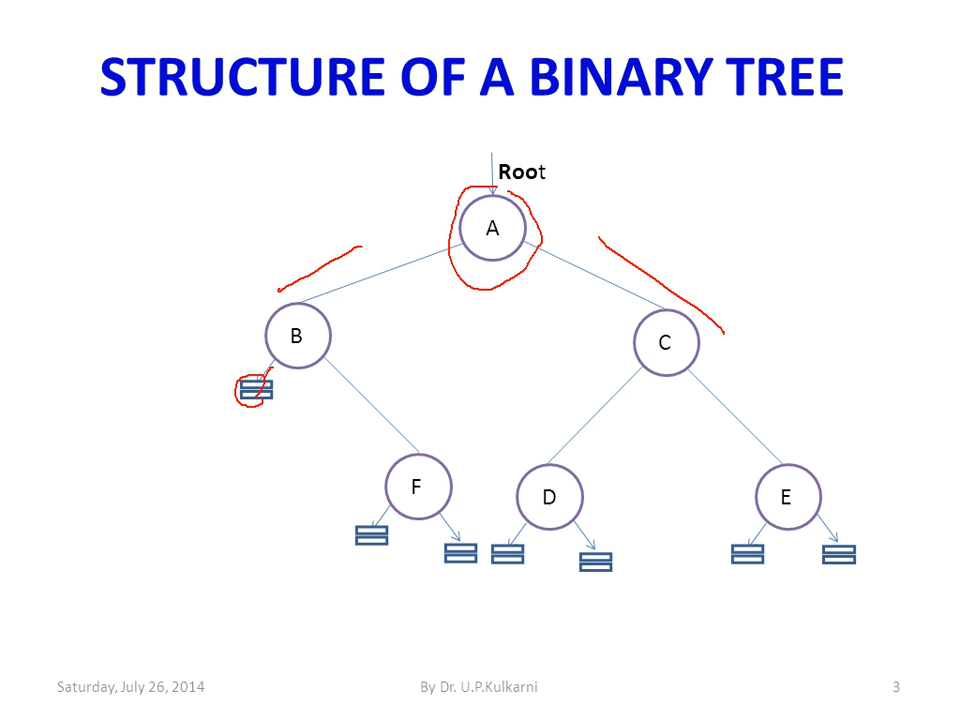 STRUCTURE OF A BINARY TREE
Root
A
B
C
F
D
E
Saturday, July 26, 2014
By Dr. U.P.Kulkarni
3